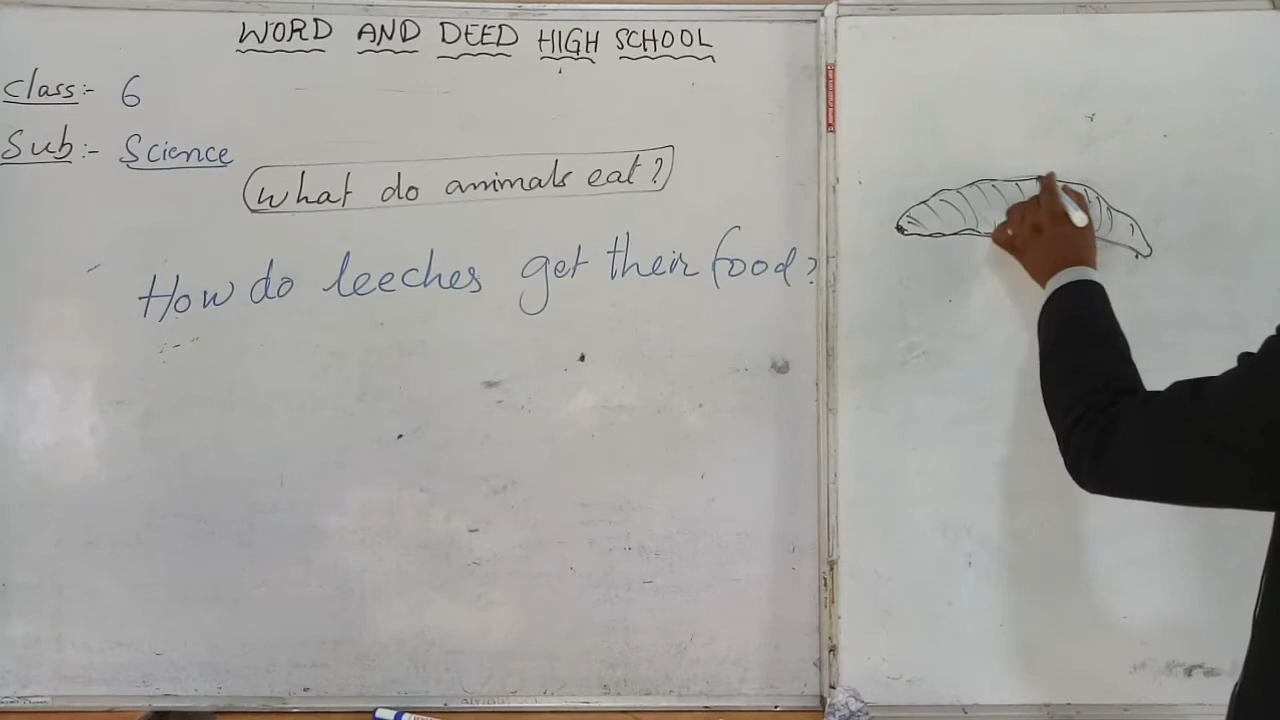 WORD AND DEED HIGH SCHOOL
Class:- 6
Sub:- Science
What do animals eat?
How do leeches get their food?